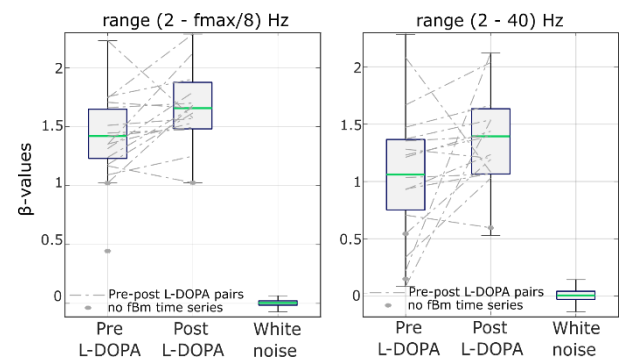 range (2 - fmax/8) Hz
range (2 - 40) Hz
β-values
2
1.5
1
0.5
0
2
1.5
1
0.5
0
Pre-post L-DOPA pairs
no fBm time series
Pre-post L-DOPA pairs
no fBm time series
Pre
L-DOPA
Post
L-DOPA
White
noise
Pre
L-DOPA
Post
L-DOPA
White
noise